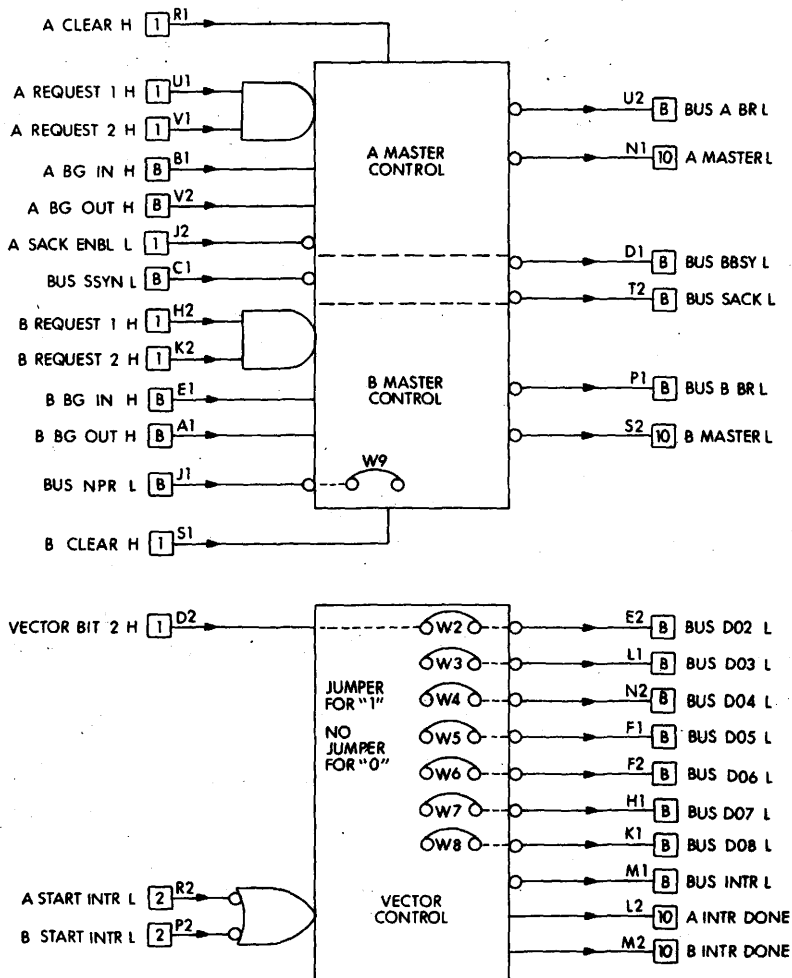 A CLEAR H 1 R1
A REQUEST 1 H 1 U1
A REQUEST 2 H 1 V1
A BG IN H B B1
A BG OUT H B V2
A SACK ENBL L 1 J2
BUS SSYN L B C1
B REQUEST 1 H 1 H2
B REQUEST 2 H 1 K2
B BG IN H B E1
B BG OUT H B A1
BUS NPR L B J1
B CLEAR H 1 S1
A MASTER
CONTROL
B MASTER
CONTROL
W9
U2 B BUS A BR L
N1 10 A MASTER L
D1 B BUS BBSY L
T2 B BUS SACK L
P1 B BUS B BR L
S2 10 B MASTER L
VECTOR BIT 2 H 1 D2
A START INTR L 2 R2
B START INTR L 2 P2
JUMPER
FOR "1"
NO
JUMPER
FOR "0"
VECTOR
CONTROL
W2 E2 B BUS D02 L
W3 L1 B BUS D03 L
W4 N2 B BUS D04 L
W5 F1 B BUS D05 L
W6 F2 B BUS D06 L
W7 H1 B BUS D07 L
W8 K1 B BUS D08 L
M1 B BUS INTR L
L2 10 A INTR DONE
M2 10 B INTR DONE